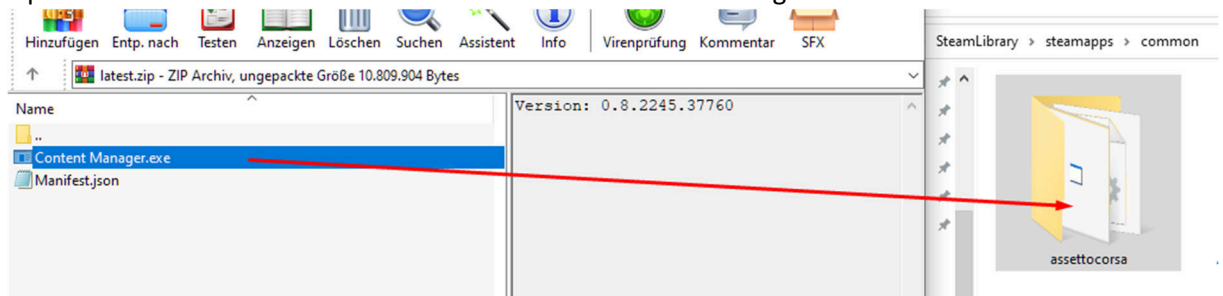 Hinzufügen Entp. nach Testen Anzeigen Löschen Suchen Assistent Info Virenprüfung Kommentar SFX
latest.zip - ZIP Archiv, ungepackte Größe 10.809.904 Bytes
Name
..
Content Manager.exe
Manifest.json
Version: 0.8.2245.37760
SteamLibrary > steamapps > common
assettocorsa